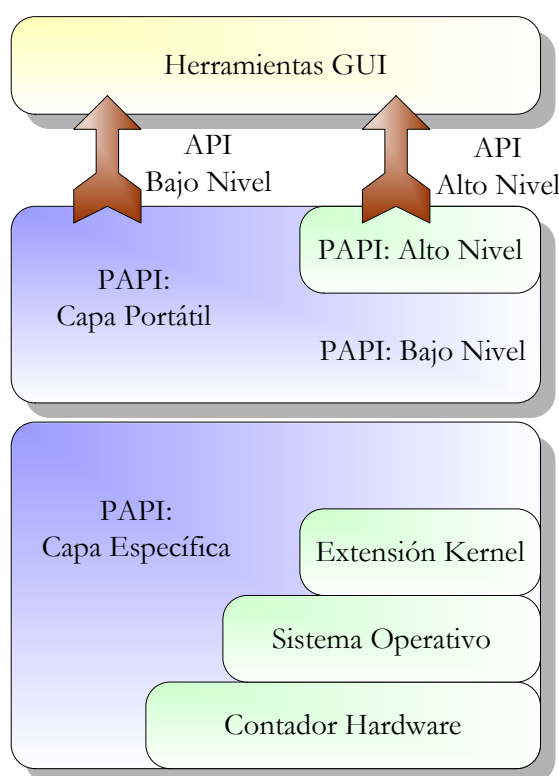 Herramientas GUI
API
Bajo Nivel
API
Alto Nivel
PAPI: Alto Nivel
PAPI:
Capa Portátil
PAPI: Bajo Nivel
PAPI:
Capa Específica
Extensión Kernel
Sistema Operativo
Contador Hardware